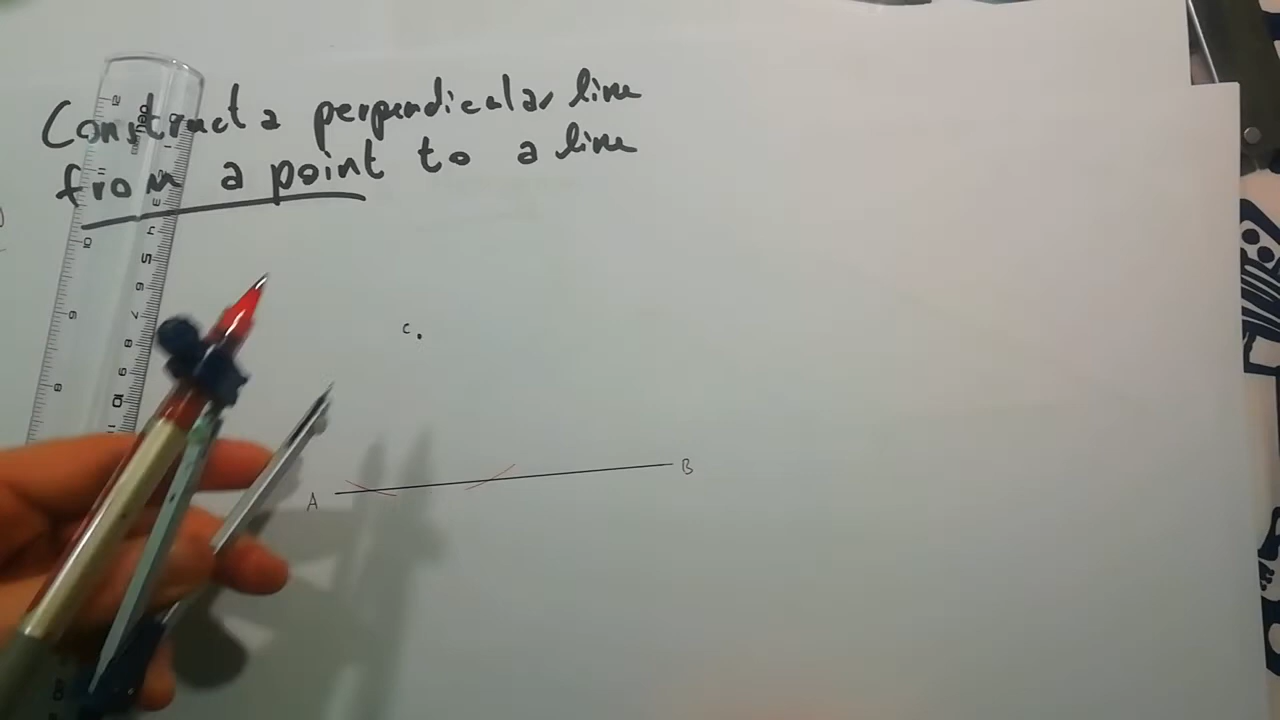 Construct a perpendicular line
from a point to a line
C.
A
B